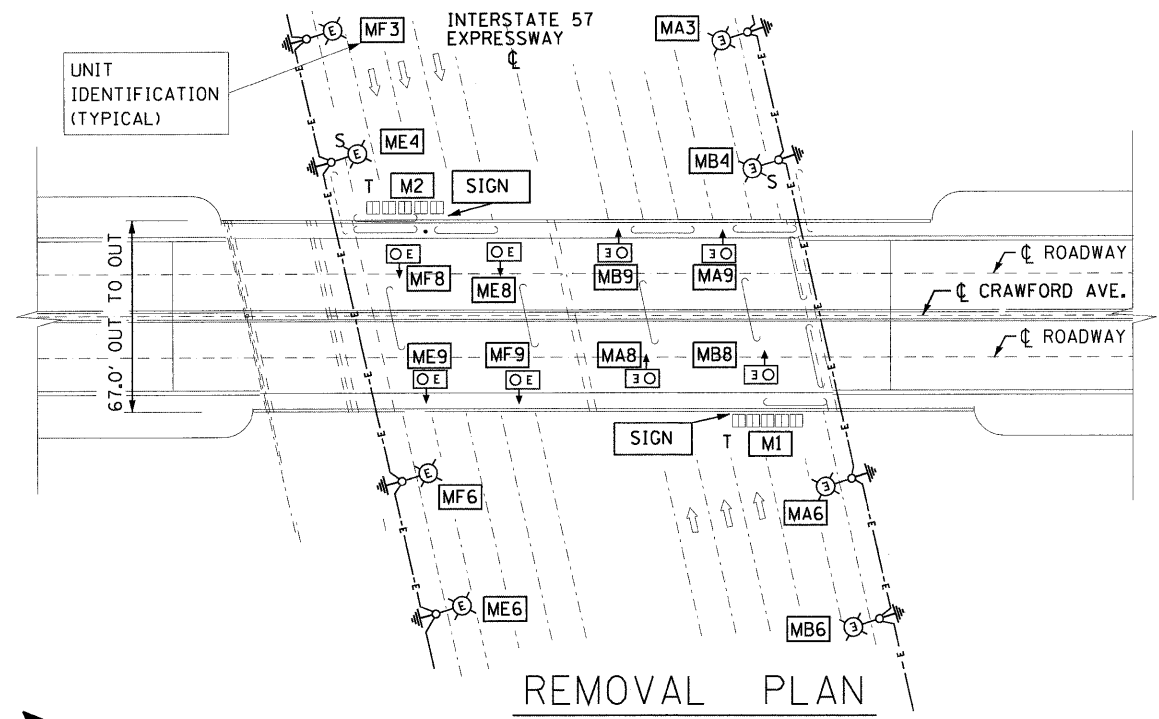 INTERSTATE 57
EXPRESSWAY
℄
MF3
MA3
UNIT
IDENTIFICATION
(TYPICAL)
E
E
E
E
S
E
ME4
MB4
E
S
T
M2
SIGN
67.0' OUT TO OUT
E
E
E
E
MF8
ME8
MB9
MA9
℄ ROADWAY
℄ CRAWFORD AVE.
℄ ROADWAY
ME9
MF9
MA8
MB8
E
E
E
E
SIGN
T
M1
E
E
MF6
MA6
E
E
E
ME6
E
MB6
E
REMOVAL PLAN